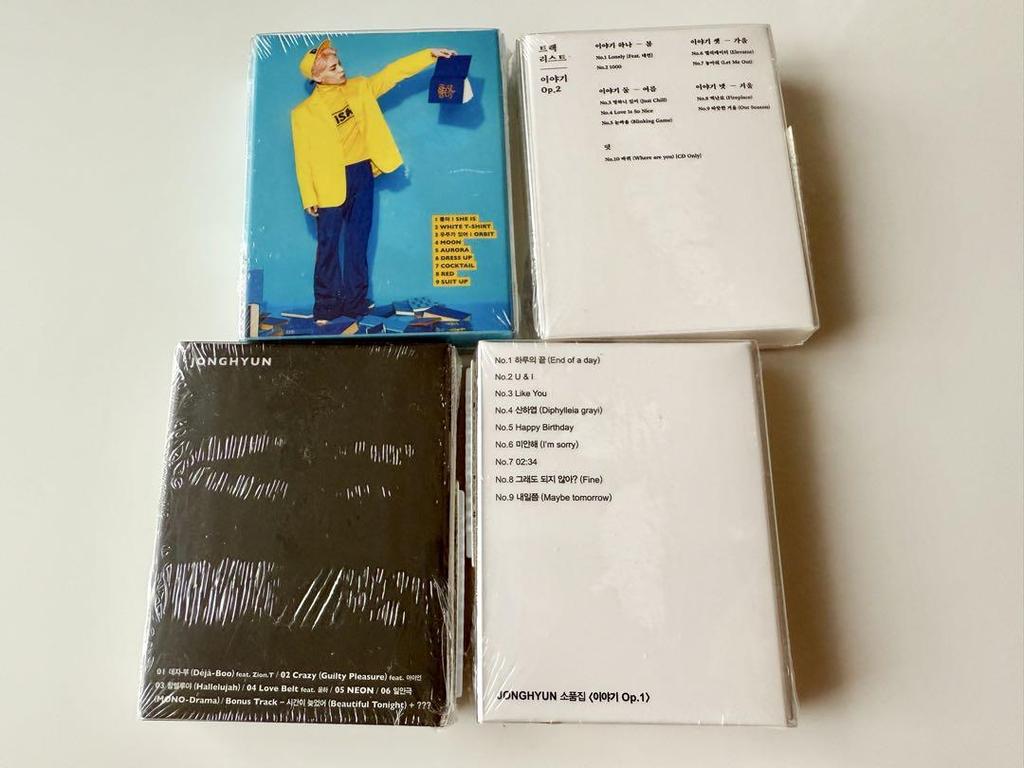 ISA
1 좋아 | SHE IS
2 WHITE T-SHIRT
3 우주가 있어 | ORBIT
4 MOON
5 AURORA
6 DRESS UP
7 COCKTAIL
8 RED
9 SUIT UP
트랙
리스트
이야기
Op.2
이야기 하나 – 봄
No.1 Lonely (Feat. 태연)
No.2 1000
이야기 둘 – 여름
No.3 멍하니 있어 (Just Chill)
No.4 Love Is So Nice
No.5 눈싸움 (Blinking Game)
이야기 셋 – 가을
No.6 엘리베이터 (Elevator)
No.7 놓아줘 (Let Me Out)
이야기 넷 – 겨울
No.8 벽난로 (Fireplace)
No.9 따뜻한 겨울 (Our Season)
덧
No.10 바퀴 (Where are you) [CD Only]
JONGHYUN
01 데자-부 (Déjà-Boo) feat. Zion.T / 02 Crazy (Guilty Pleasure) feat. 아이언
03 할렐루야 (Hallelujah) / 04 Love Belt feat. 윤하 / 05 NEON / 06 일인극
(MONO-Drama) / Bonus Track – 시간이 늦었어 (Beautiful Tonight) + ???
No.1 하루의 끝 (End of a day)
No.2 U & I
No.3 Like You
No.4 산하엽 (Diphylleia grayi)
No.5 Happy Birthday
No.6 미안해 (I'm sorry)
No.7 02:34
No.8 그래도 되지 않아? (Fine)
No.9 내일쯤 (Maybe tomorrow)
JONGHYUN 소품집 〈이야기 Op.1〉